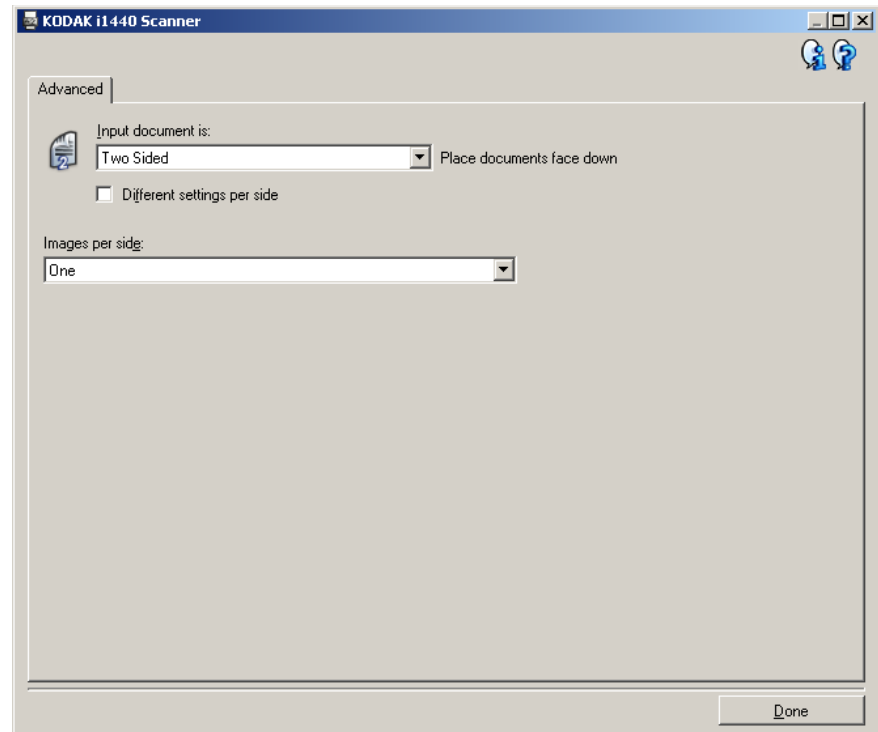 KODAK i1440 Scanner
Advanced
Input document is:
Two Sided Place documents face down
Different settings per side
Images per side:
One
Done